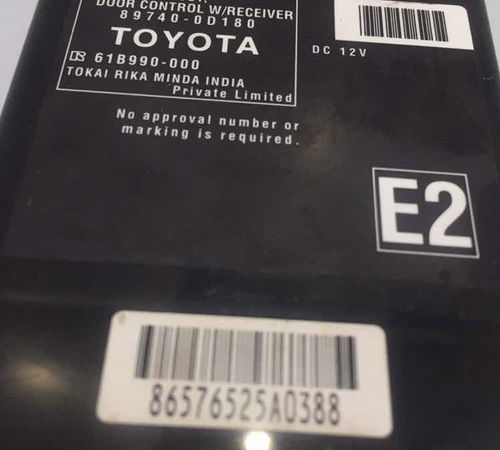 DOOR CONTROL W/RECEIVER
89740-0D180
TOYOTA
61B990-000
TOKAI RIKA MINDA INDIA
Private Limited
DC 12V
No approval number or
marking is required.
E2
86576525A0388